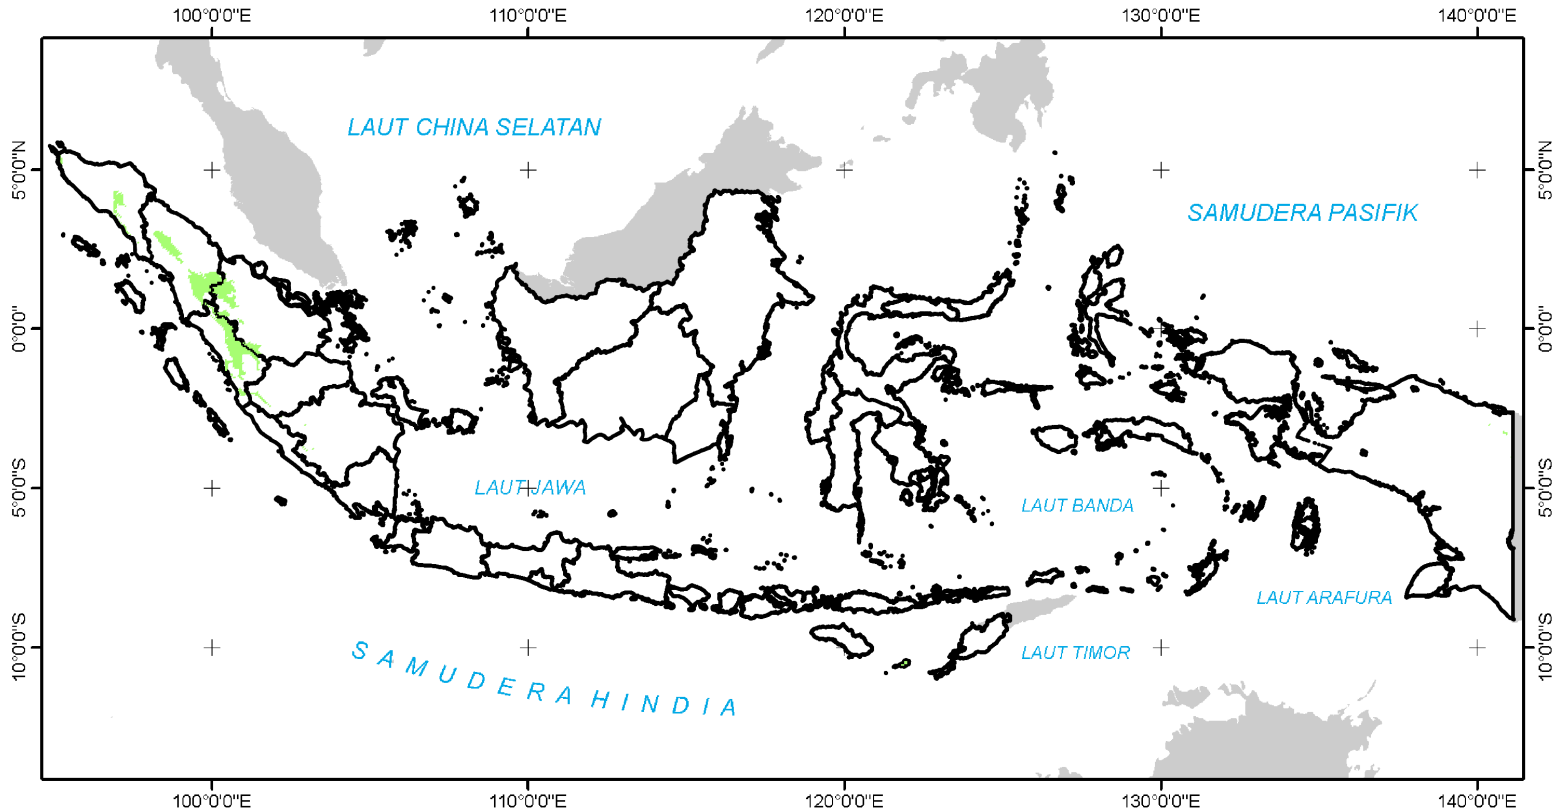 100°0'0"E 110°0'0"E 120°0'0"E 130°0'0"E 140°0'0"E
LAUT CHINA SELATAN
5°0'0"N 5°0'0"N
SAMUDERA PASIFIK
0°0'0" 0°0'0"
5°0'0"S LAUT JAWA 5°0'0"S
LAUT BANDA
LAUT ARAFURA
10°0'0"S LAUT TIMOR 10°0'0"S
SAMUDERA HINDIA
100°0'0"E 110°0'0"E 120°0'0"E 130°0'0"E 140°0'0"E